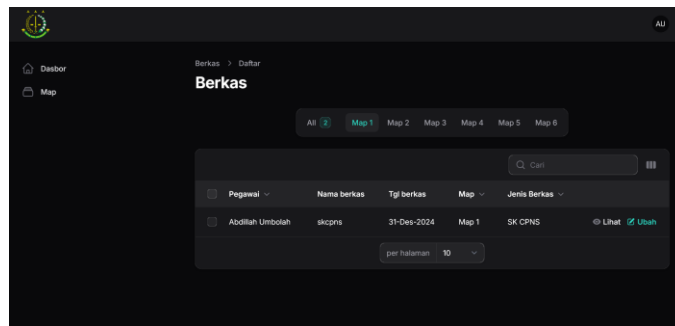 AU
Dasbor
Map
Berkas > Daftar
Berkas
All 2 Map 1 Map 2 Map 3 Map 4 Map 5 Map 6
Cari
Pegawai Nama berkas Tgl berkas Map Jenis Berkas
Abdillah Umbolah skcpns 31-Des-2024 Map 1 SK CPNS Lihat Ubah
per halaman 10